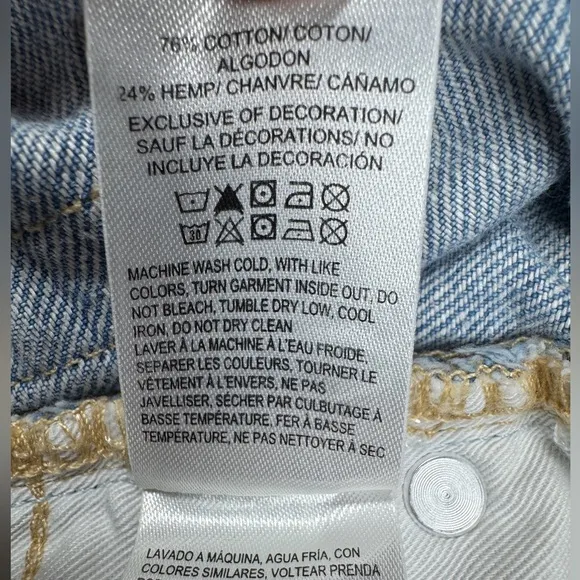 76% COTTON/ COTON/
ALGODON
24% HEMP/ CHANVRE/ CÁÑAMO
EXCLUSIVE OF DECORATION/
SAUF LA DÉCORATIONS/ NO
INCLUYE LA DECORACIÓN
30
MACHINE WASH COLD, WITH LIKE
COLORS, TURN GARMENT INSIDE OUT, DO
NOT BLEACH, TUMBLE DRY LOW, COOL
IRON, DO NOT DRY CLEAN
LAVER À LA MACHINE À L'EAU FROIDE,
SEPARER LES COULEURS, TOURNER LE
VÊTEMENT À L'ENVERS, NE PAS
JAVELLISER, SÉCHER PAR CULBUTAGE À
BASSE TEMPÉRATURE, FER À BASSE
TEMPÉRATURE, NE PAS NETTOYER À SEC
LAVADO A MÁQUINA, AGUA FRÍA, CON
COLORES SIMILARES, VOLTEAR PRENDA